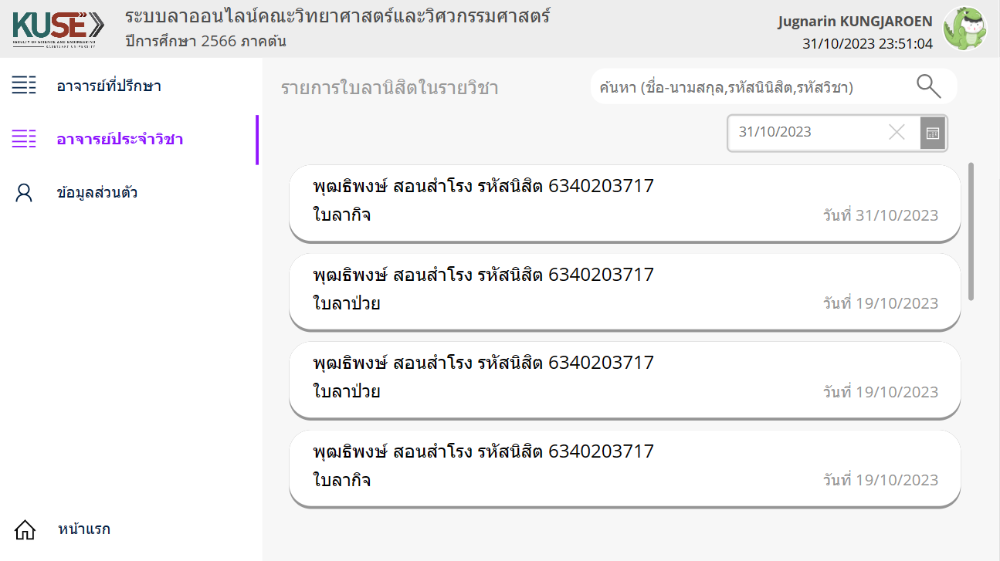 KUSE
FACULTY OF SCIENCE AND ENGINEERING
KASETSART UNIVERSITY
ระบบลาออนไลน์คณะวิทยาศาสตร์และวิศวกรรมศาสตร์
ปีการศึกษา 2566 ภาคต้น
Jugnarin KUNGJAROEN
31/10/2023 23:51:04
อาจารย์ที่ปรึกษา
อาจารย์ประจำวิชา
ข้อมูลส่วนตัว
หน้าแรก
รายการใบลานิสิตในรายวิชา
ค้นหา (ชื่อ-นามสกุล,รหัสนินิสิต,รหัสวิชา)
31/10/2023
พุฒธิพงษ์ สอนสำโรง รหัสนิสิต 6340203717
ใบลากิจ
วันที่ 31/10/2023
พุฒธิพงษ์ สอนสำโรง รหัสนิสิต 6340203717
ใบลาป่วย
วันที่ 19/10/2023
พุฒธิพงษ์ สอนสำโรง รหัสนิสิต 6340203717
ใบลาป่วย
วันที่ 19/10/2023
พุฒธิพงษ์ สอนสำโรง รหัสนิสิต 6340203717
ใบลากิจ
วันที่ 19/10/2023